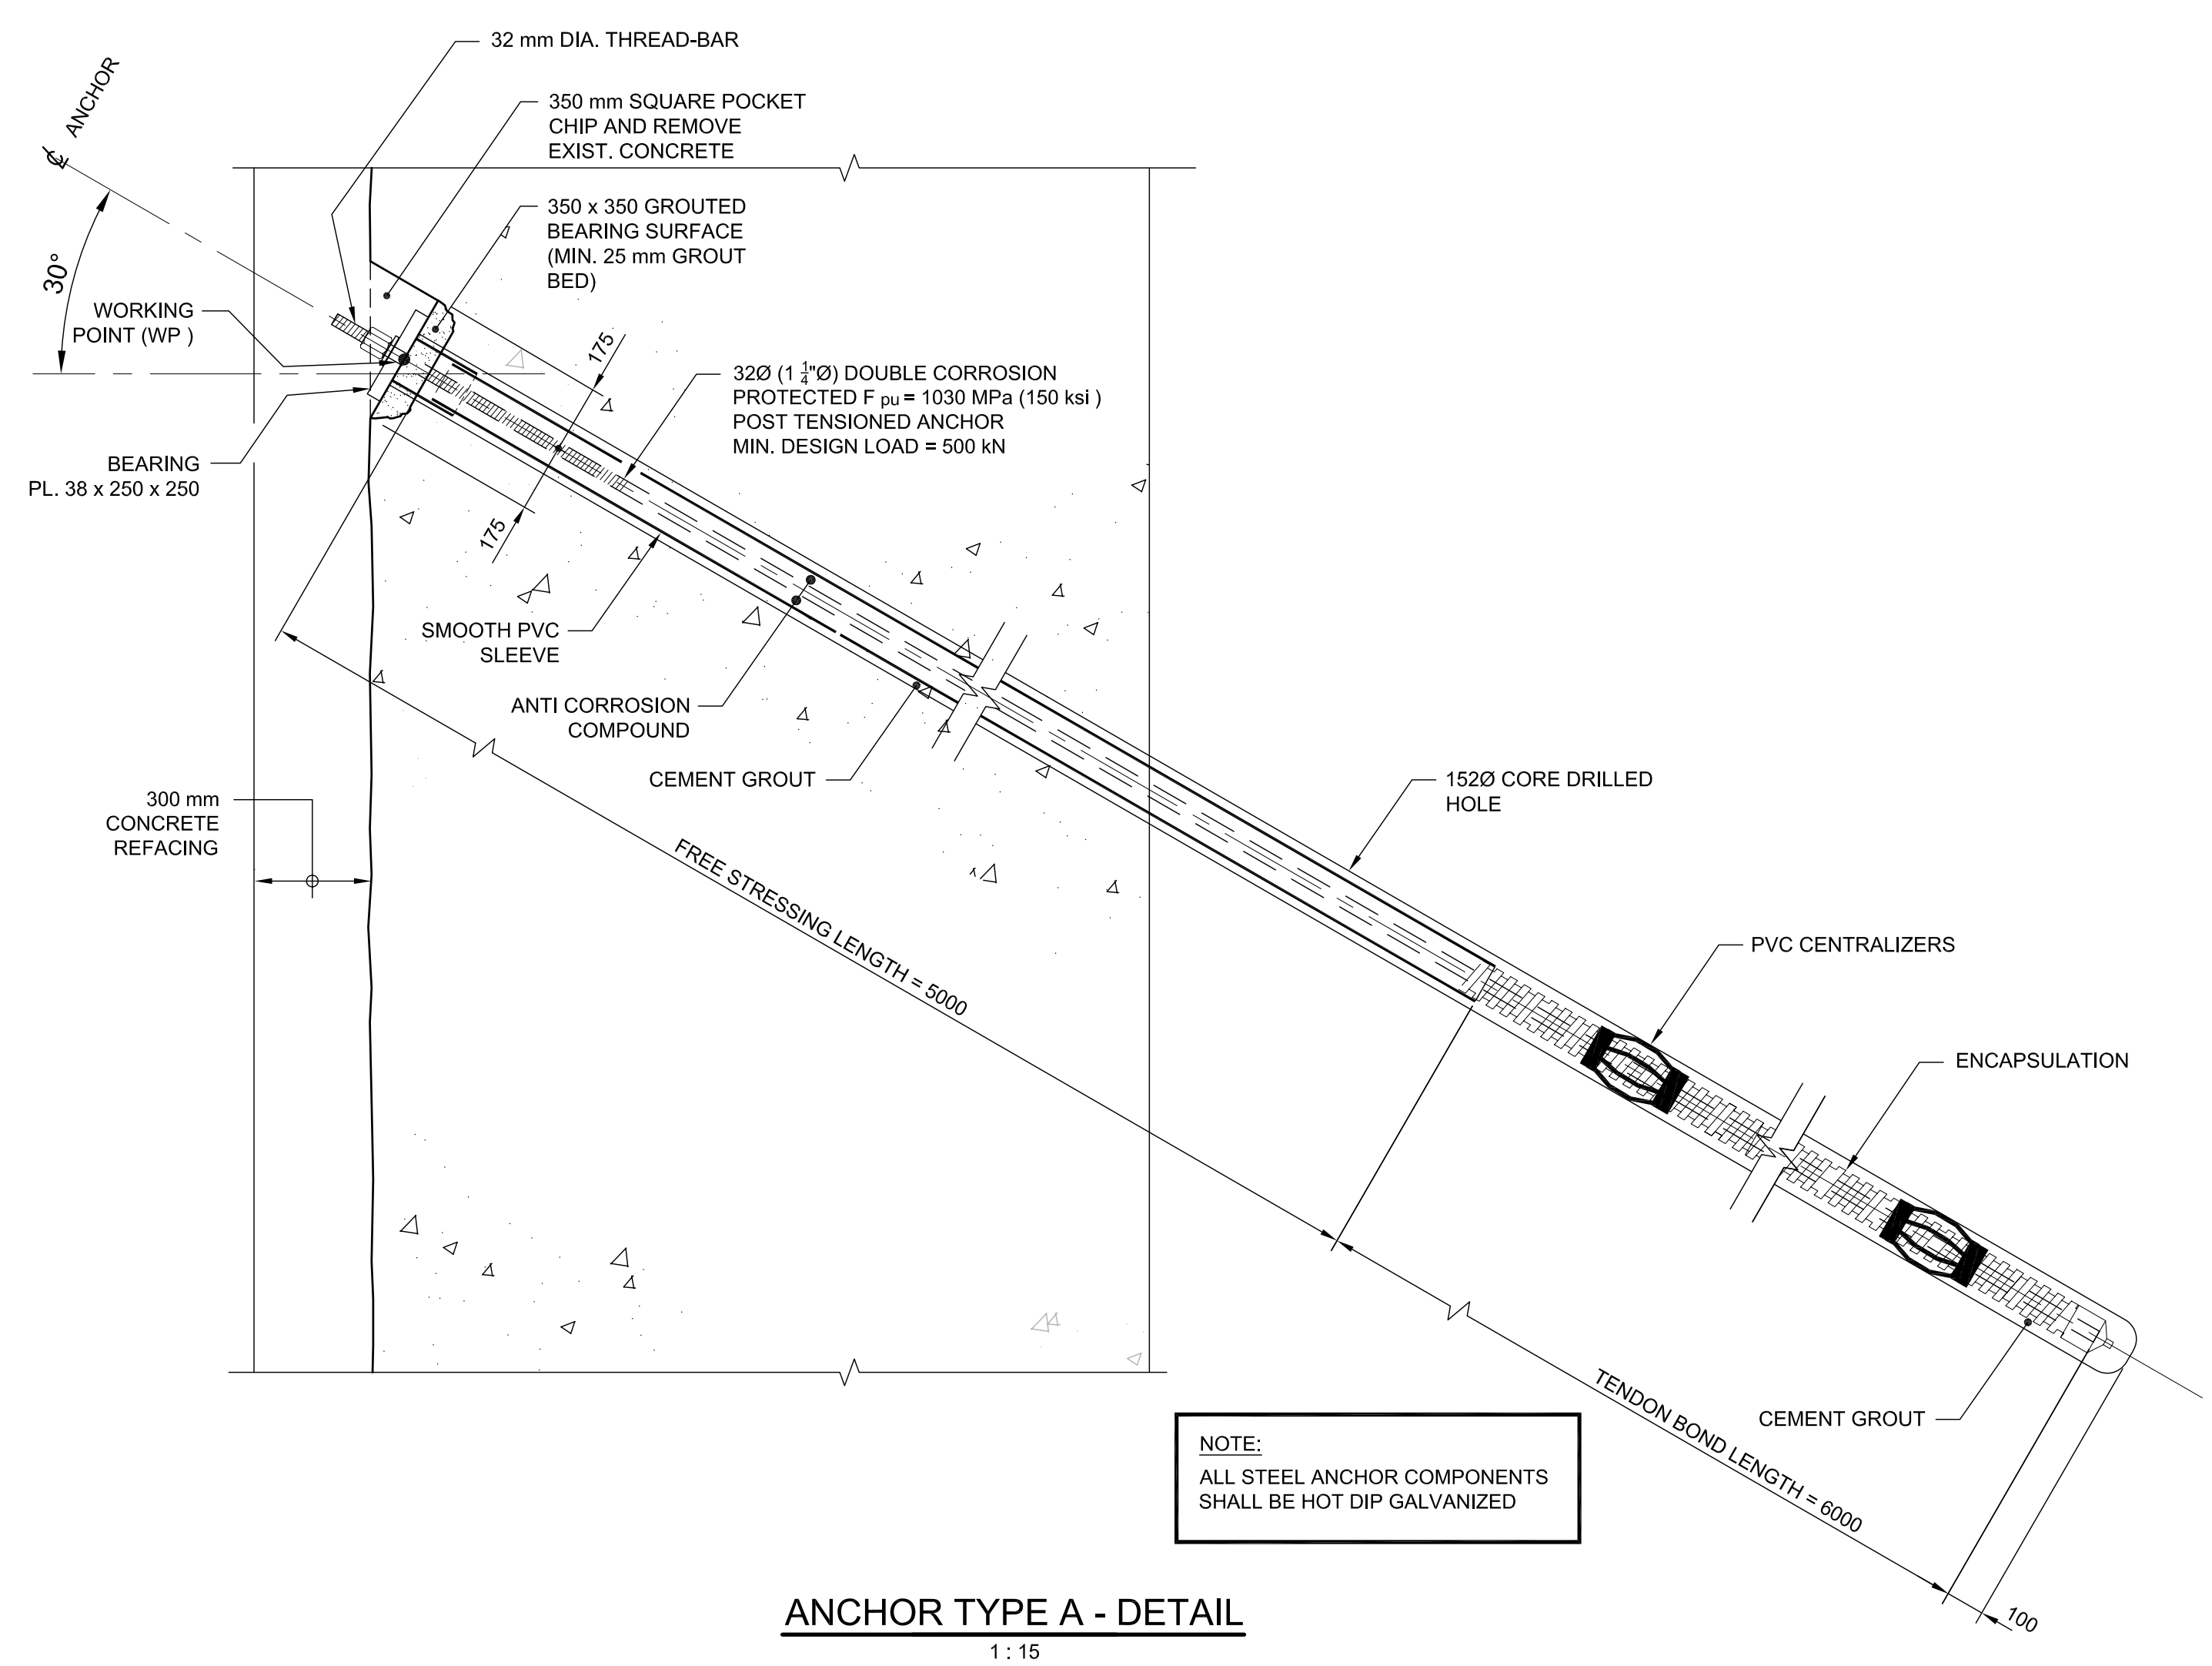 32 mm DIA. THREAD-BAR
℄ ANCHOR
350 mm SQUARE POCKET
CHIP AND REMOVE
EXIST. CONCRETE
350 x 350 GROUTED
BEARING SURFACE
(MIN. 25 mm GROUT
BED)
30°
WORKING
POINT (WP )
175
32Ø (1 1/4"Ø) DOUBLE CORROSION
PROTECTED F pu = 1030 MPa (150 ksi )
POST TENSIONED ANCHOR
MIN. DESIGN LOAD = 500 kN
BEARING
PL. 38 x 250 x 250
175
SMOOTH PVC
SLEEVE
ANTI CORROSION
COMPOUND
CEMENT GROUT
300 mm
CONCRETE
REFACING
152Ø CORE DRILLED
HOLE
FREE STRESSING LENGTH = 5000
PVC CENTRALIZERS
ENCAPSULATION
CEMENT GROUT
TENDON BOND LENGTH = 6000
100
NOTE:
ALL STEEL ANCHOR COMPONENTS
SHALL BE HOT DIP GALVANIZED
ANCHOR TYPE A - DETAIL
1 : 15